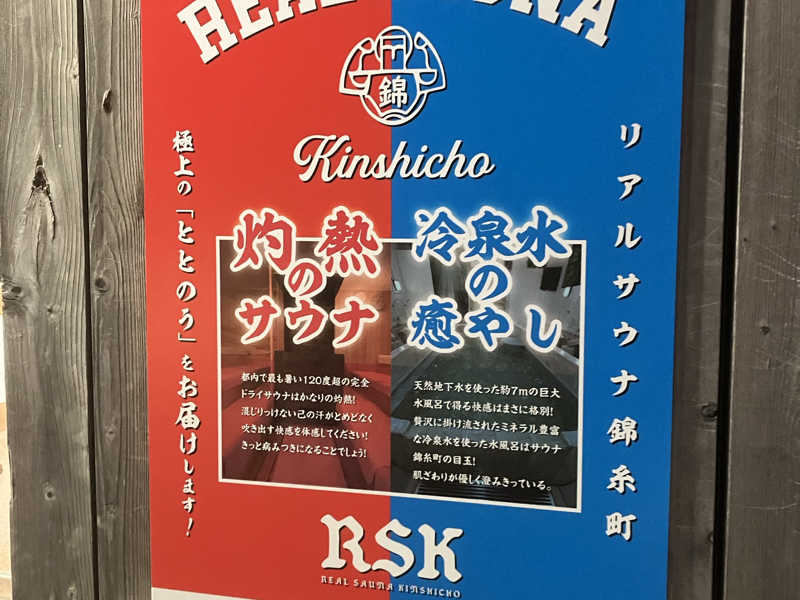 REAL SAUNA
錦
Kinshicho
極上の「ととのう」をお届けします!
リアルサウナ錦糸町
灼熱
の
サウナ
冷泉水
の
癒やし
都内で最も暑い120度超の完全
ドライサウナはかなりの灼熱!
混じりっけない己の汗がとめどなく
吹き出す快感を体感してください!
きっと病みつきになることでしょう!
天然地下水を使った約7mの巨大
水風呂で得る快感はまさに格別!
贅沢に掛け流されたミネラル豊富
な冷泉水を使った水風呂はサウナ
錦糸町の目玉!
肌ざわりが優しく澄みきっている。
RSK
REAL SAUNA KINSHICHO